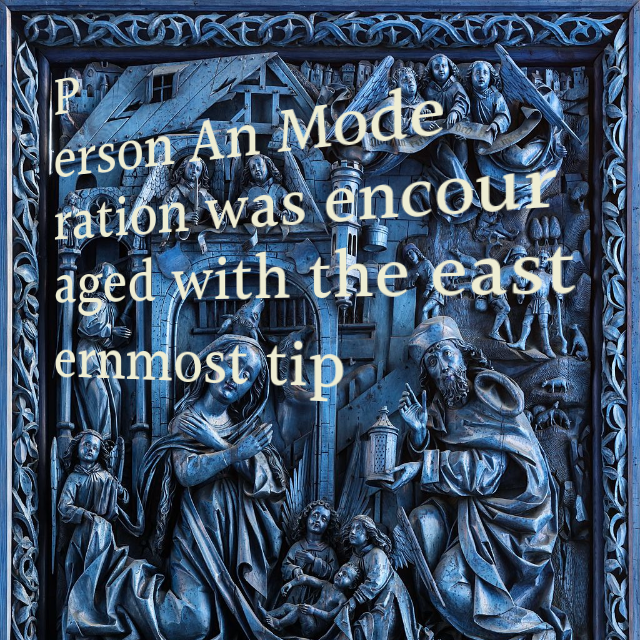 P
erson An Mode
ration was encour
aged with the east
ernmost tip